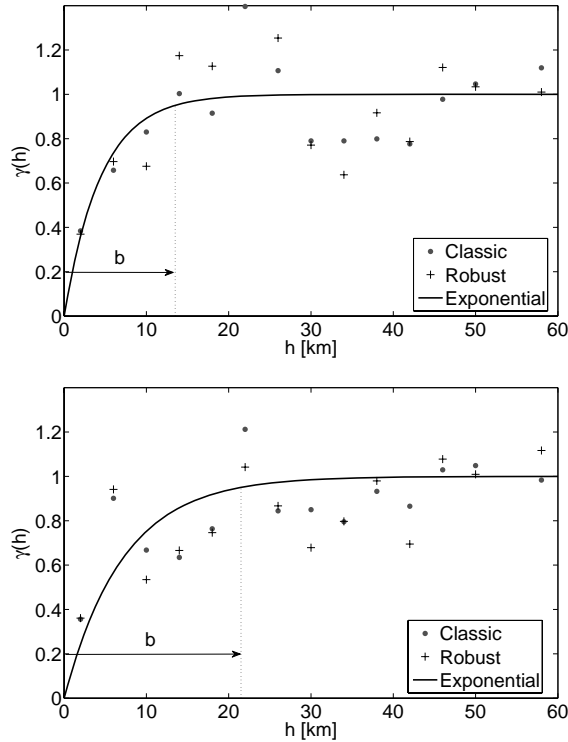 1.2
1
0.8
0.6
0.4
0.2
0
γ(h)
b
Classic
Robust
Exponential
0 10 20 30 40 50 60
h [km]
1.2
1
0.8
0.6
0.4
0.2
0
γ(h)
b
Classic
Robust
Exponential
0 10 20 30 40 50 60
h [km]